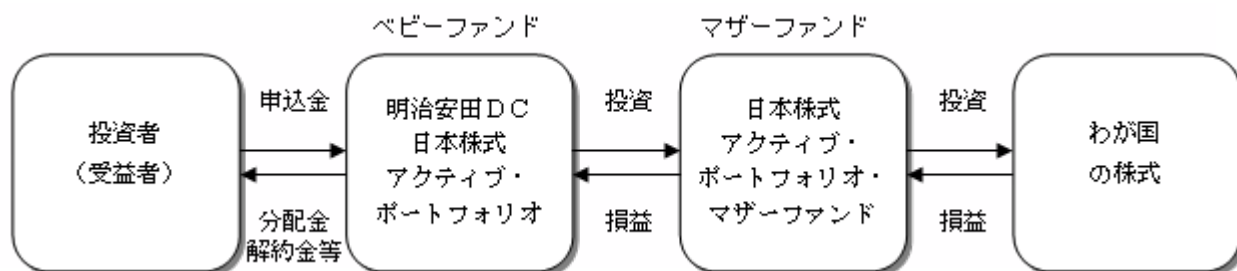 ベビーファンド
マザーファンド
投資者
(受益者)
申込金
分配金
解約金等
明治安田DC
日本株式
アクティブ・
ポートフォリオ
投資
損益
日本株式
アクティブ・
ポートフォリオ・
マザーファンド
投資
損益
わが国
の株式